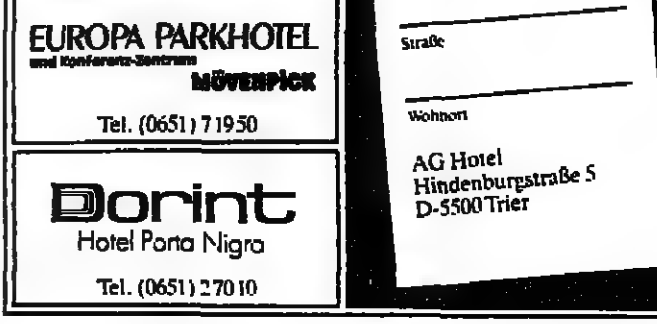 EUROPA PARKHOTEL
und Konferenz-Zentrum
MÖVENPICK
Tel. (0651) 71950
Dorint
Hotel Porta Nigra
Tel. (0651) 27010
Straße
Wohnort
AG Hotel
Hindenburgstraße 5
D-5500 Trier